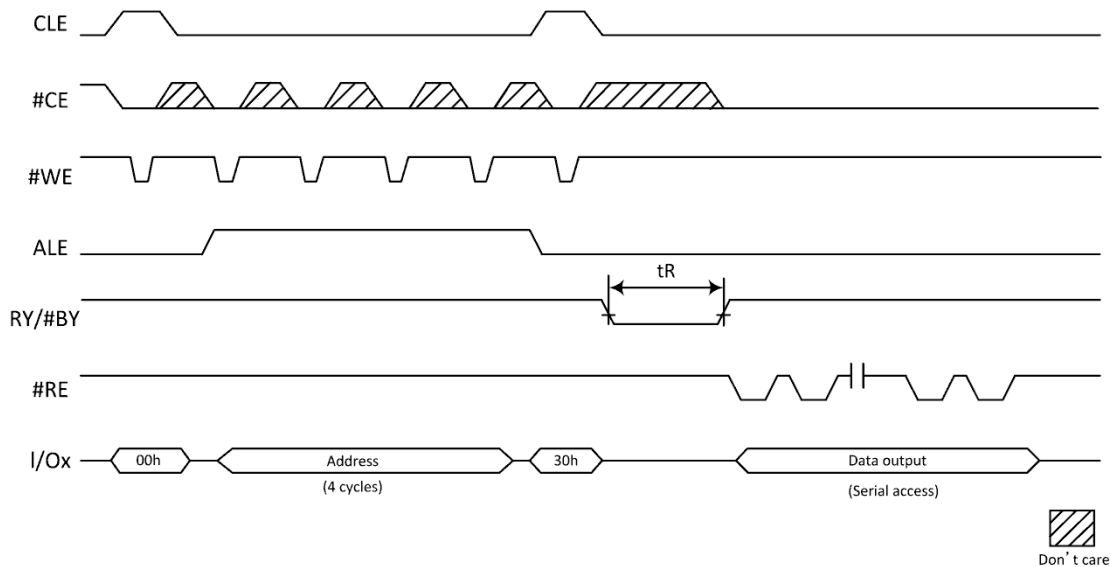 CLE
#CE
#WE
ALE
tR
RY/#BY
#RE
I/Ox
00h
Address
30h
Data output
(4 cycles)
(Serial access)
Don't care